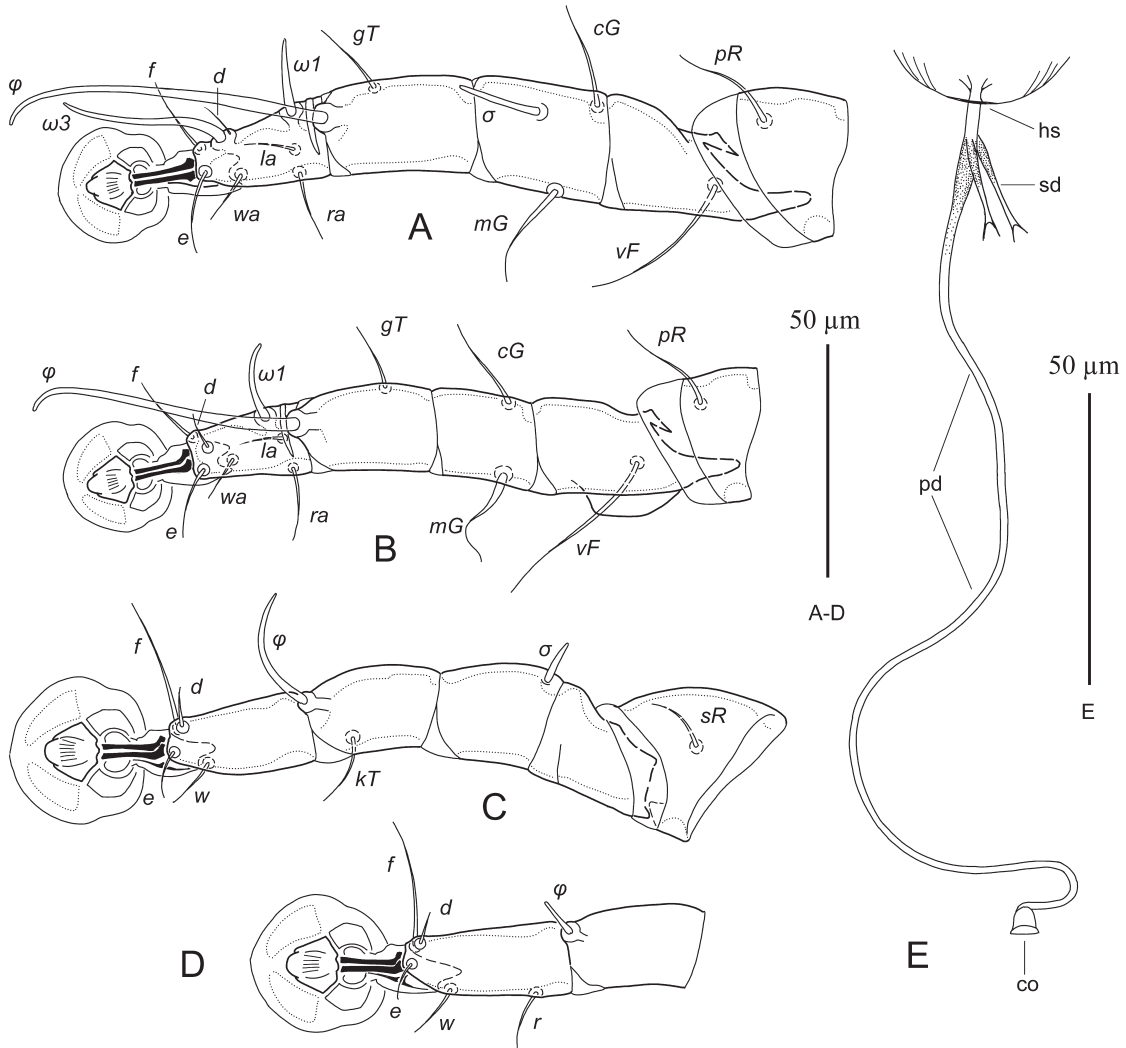 φ
ω3
f
d
ω1
gT
σ
cG
pR
la
e
wa
ra
mG
vF
A
φ
f
d
ω1
gT
cG
pR
la
e
wa
ra
mG
vF
B
f
d
φ
σ
sR
e
w
kT
C
f
d
φ
e
w
r
D
50 µm
A-D
hs
sd
pd
co
50 µm
E
E